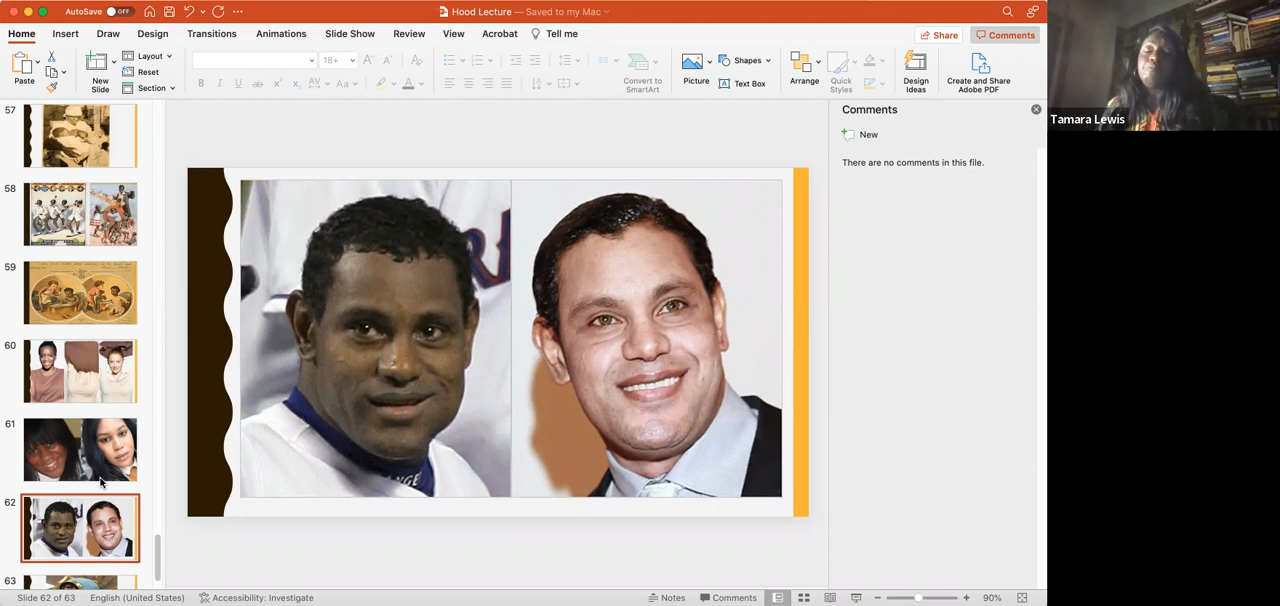 AutoSave OFF
Hood Lecture — Saved to my Mac
Home Insert Draw Design Transitions Animations Slide Show Review View Acrobat Tell me
Share Comments
Paste
New
Slide
Layout
Reset
Section
18+
Convert to
SmartArt
Picture
Shapes
Text Box
Arrange
Quick
Styles
Design
Ideas
Create and Share
Adobe PDF
57
58
59
60
61
62
63
Comments
New
There are no comments in this file.
Tamara Lewis
Slide 62 of 63 English (United States) Accessibility: Investigate Notes Comments 90%